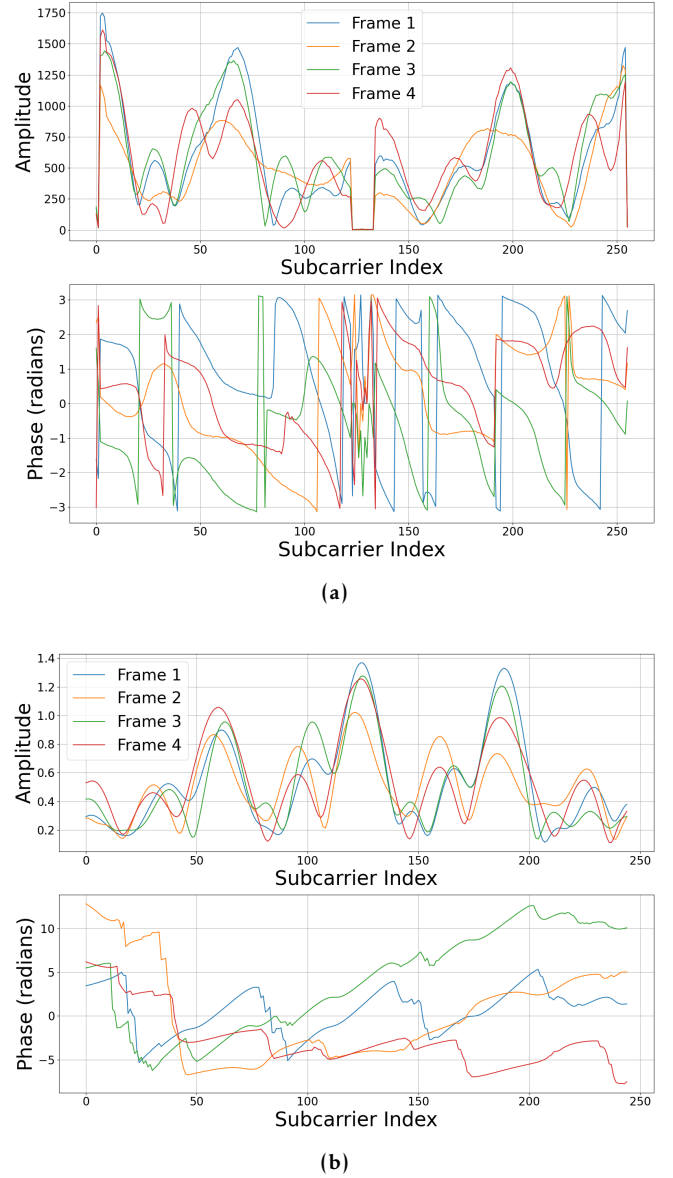 1750
1500
1250
1000
750
500
250
0
Amplitude
Frame 1
Frame 2
Frame 3
Frame 4
0 50 100 150 200 250
Subcarrier Index
3
2
1
0
−1
−2
−3
Phase (radians)
0 50 100 150 200 250
Subcarrier Index
(a)
1.4
1.2
1.0
0.8
0.6
0.4
0.2
Amplitude
Frame 1
Frame 2
Frame 3
Frame 4
0 50 100 150 200 250
Subcarrier Index
10
5
0
−5
Phase (radians)
0 50 100 150 200 250
Subcarrier Index
(b)